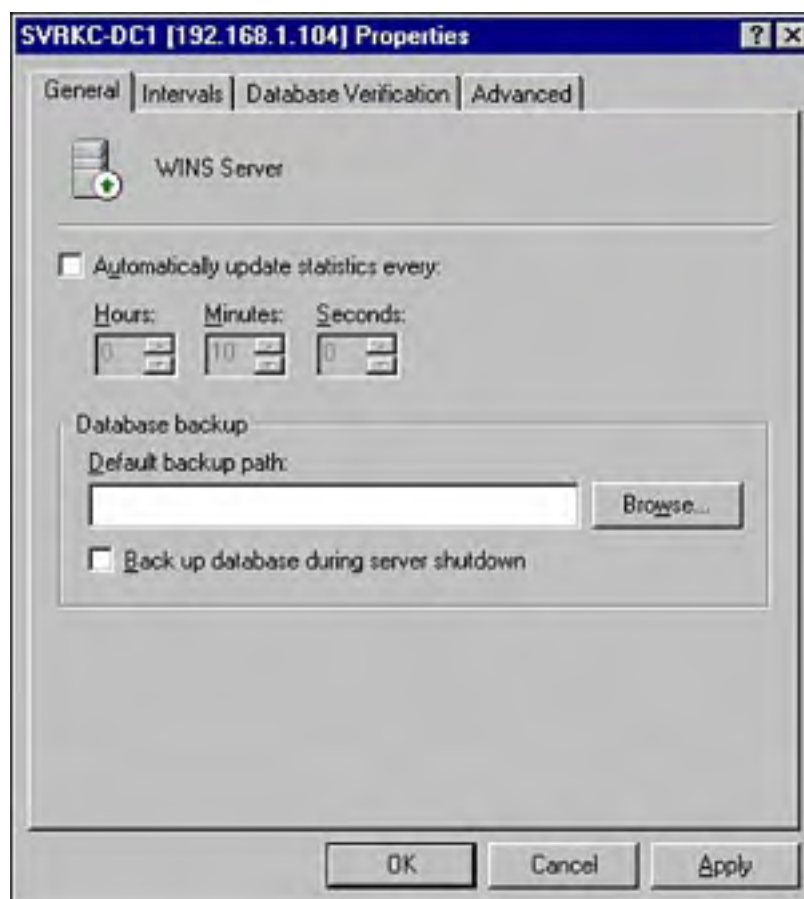 SVRKC-DC1 [192.168.1.104] Properties
General Intervals Database Verification Advanced
WINS Server
Automatically update statistics every:
Hours: Minutes: Seconds:
0 10 0
Database backup
Default backup path:
Browse...
Back up database during server shutdown
OK Cancel Apply